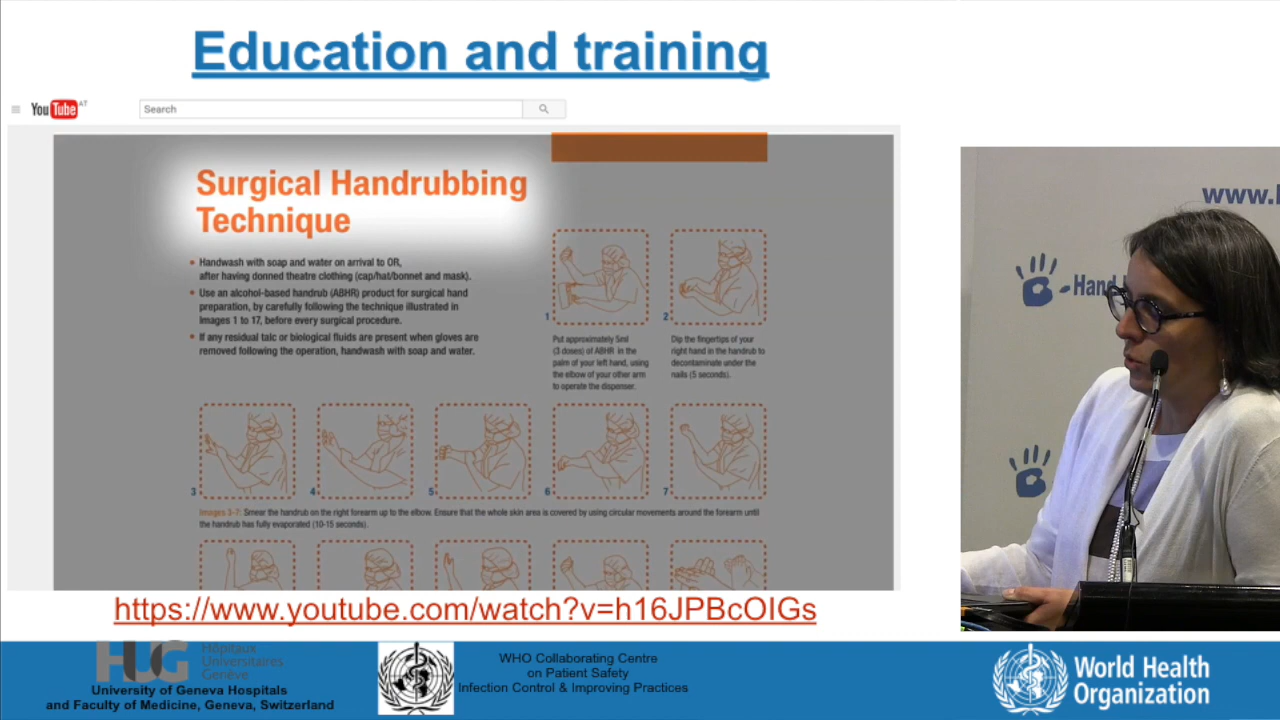 Education and training
YouTube AT
Search
Surgical Handrubbing
Technique
• Handwash with soap and water on arrival to OR,
after having donned theatre clothing (cap/hat/bonnet and mask).
• Use an alcohol-based handrub (ABHR) product for surgical hand
preparation, by carefully following the technique illustrated in
Images 1 to 17, before every surgical procedure.
• If any residual talc or biological fluids are present when gloves are
removed following the operation, handwash with soap and water.
1
2
Put approximately 5ml
(3 doses) of ABHR in the
palm of your left hand, using
the elbow of your other arm
to operate the dispenser.
Dip the fingertips of your
right hand in the handrub to
decontaminate under the
nails (5 seconds).
3
4
5
6
7
Images 3-7: Smear the handrub on the right forearm up to the elbow. Ensure that the whole skin area is covered by using circular movements around the forearm until
the handrub has fully evaporated (10-15 seconds).
https://www.youtube.com/watch?v=h16JPBcOIGs
www.
Hand
HUG
Hôpitaux
Universitaires
Genève
University of Geneva Hospitals
and Faculty of Medicine, Geneva, Switzerland
WHO Collaborating Centre
on Patient Safety
Infection Control & Improving Practices
World Health
Organization